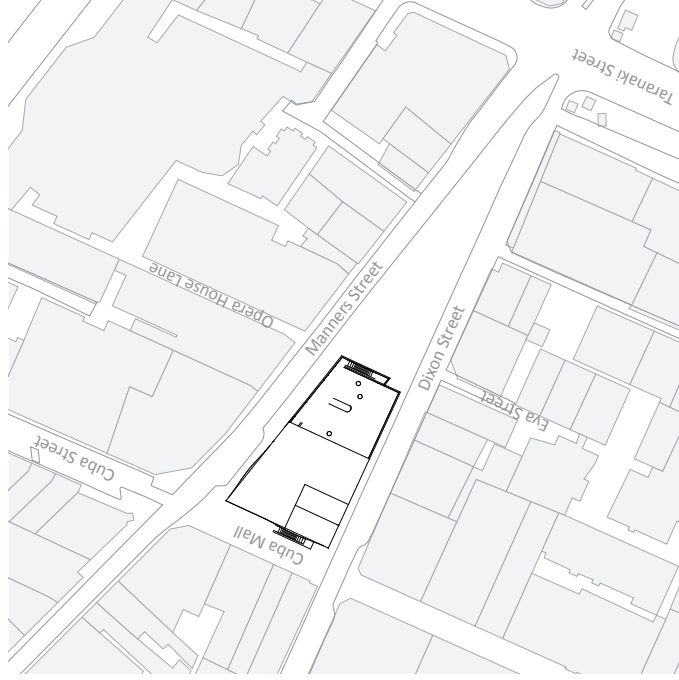 Taranaki Street
Opera House Lane
Manners Street
Dixon Street
Eva Street
Cuba Street
Cuba Mall